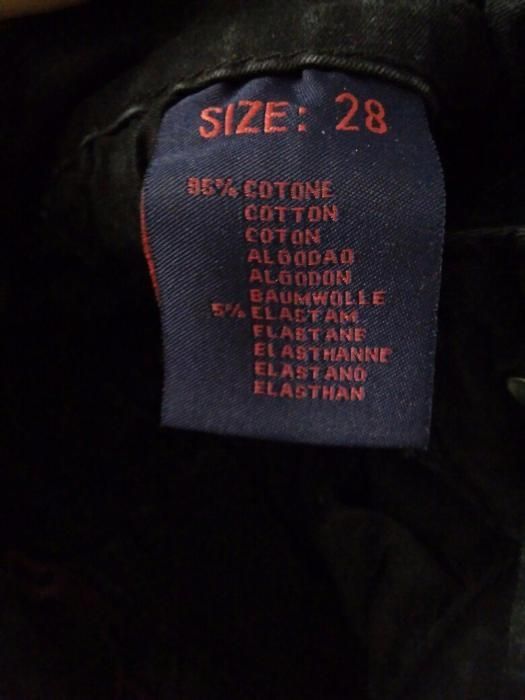 SIZE: 28
95% COTONE
COTTON
COTON
ALGODAO
ALGODON
BAUMWOLLE
5% ELASTAM
ELASTANE
ELASTHANNE
ELASTANO
ELASTHAN